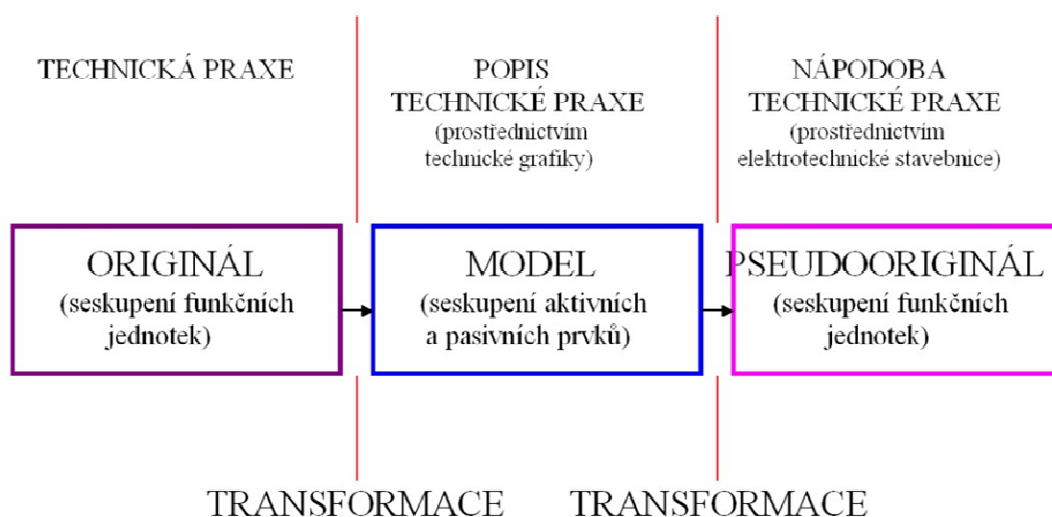 TECHNICKÁ PRAXE
POPIS
TECHNICKÉ PRAXE
(prostřednictvím
technické grafiky)
NÁPODOBA
TECHNICKÉ PRAXE
(prostřednictvím
elektrotechnické stavebnice)
ORIGINÁL
(seskupení funkčních
jednotek)
MODEL
(seskupení aktivních
a pasivních prvků)
PSEUDOORIGINÁL
(seskupení funkčních
jednotek)
TRANSFORMACE
TRANSFORMACE